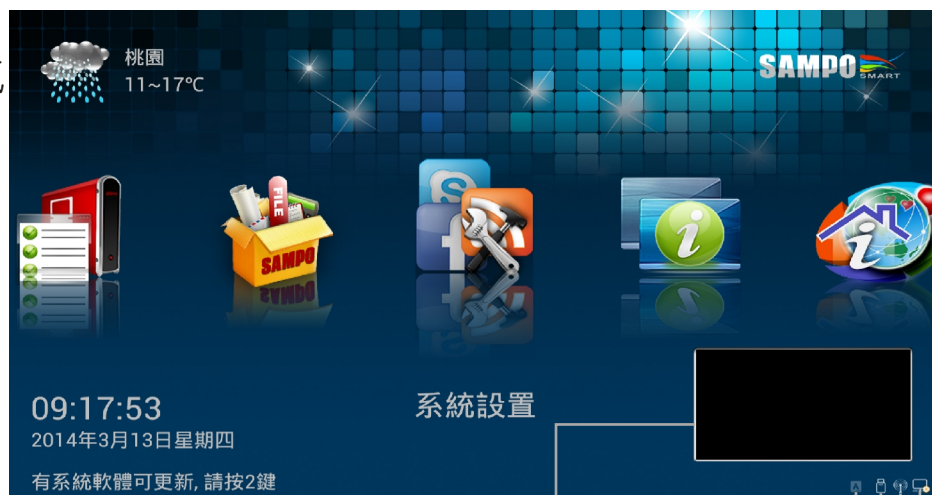 桃園
11~17℃
SAMPO
SMART
FILE
SAMPO
09:17:53
2014年3月13日星期四
系統設置
有系統軟體可更新, 請按2鍵
A